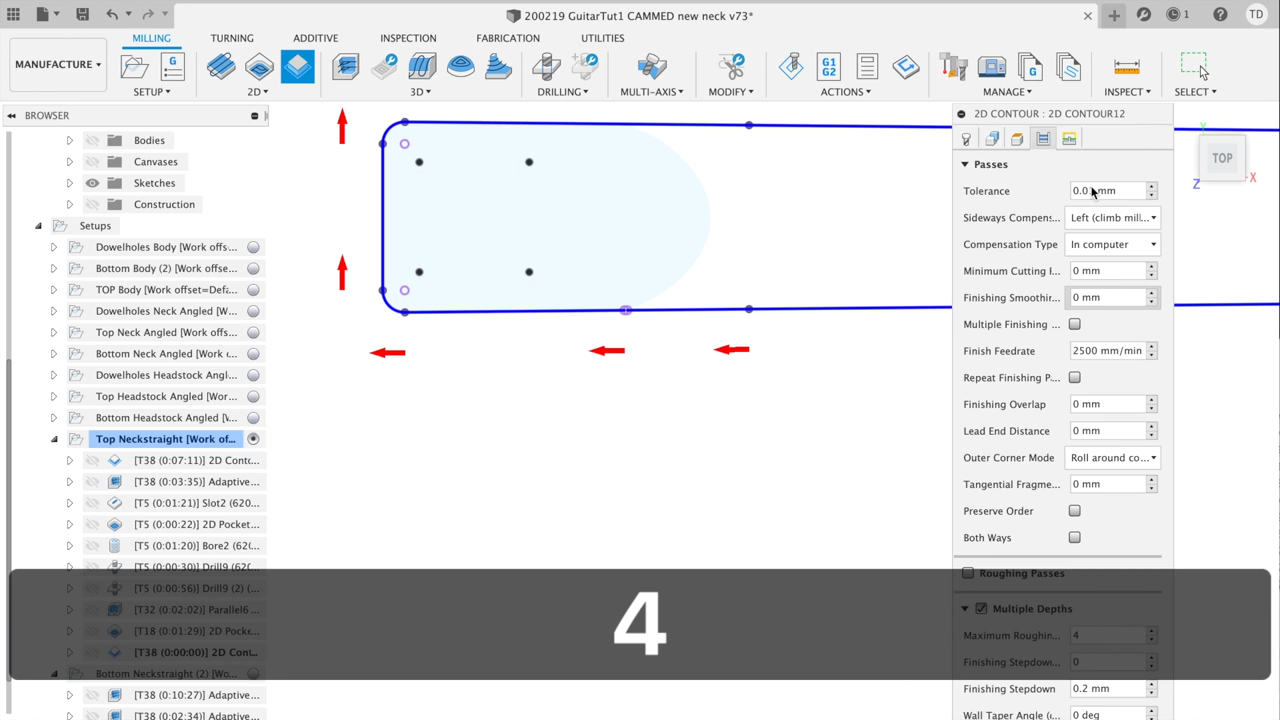 200219 GuitarTut1 CAMMED new neck v73*
1
TD
MANUFACTURE
MILLING TURNING ADDITIVE INSPECTION FABRICATION UTILITIES
G G1 G2 G
SETUP 2D 3D DRILLING MULTI-AXIS MODIFY ACTIONS MANAGE INSPECT SELECT
BROWSER
Bodies
Canvases
Sketches
Construction
Setups
Dowelholes Body [Work offs...
Bottom Body (2) [Work offse...
TOP Body [Work offset=Defa...
Dowelholes Neck Angled [W...
Top Neck Angled [Work offs...
Bottom Neck Angled [Work ...
Dowelholes Headstock Angl...
Top Headstock Angled [Wor...
Bottom Headstock Angled [W...
Top Neckstraight [Work of...
[T38 (0:07:11)] 2D Conto...
[T38 (0:03:35)] Adaptive...
[T5 (0:01:21)] Slot2 (620...
[T5 (0:00:22)] 2D Pocket...
[T5 (0:01:20)] Bore2 (62...
[T5 (0:00:30)] Drill9 (62...
[T5 (0:00:56)] Drill9 (2) (...
[T32 (0:02:02)] Parallel6 ...
[T18 (0:01:29)] 2D Pocke...
[T38 (0:00:00)] 2D Con...
Bottom Neckstraight (2) [Wo...
[T38 (0:10:27)] Adaptive...
[T38 (0:02:34)] Adaptive...
2D CONTOUR : 2D CONTOUR12
Passes
Tolerance 0.0 mm
Sideways Compens... Left (climb mill...
Compensation Type In computer
Minimum Cutting 0 mm
Finishing Smoothin... 0 mm
Multiple Finishing ...
Finish Feedrate 2500 mm/min
Repeat Finishing P...
Finishing Overlap 0 mm
Lead End Distance 0 mm
Outer Corner Mode Roll around co...
Tangential Fragme... 0 mm
Preserve Order
Both Ways
Roughing Passes
Multiple Depths
Maximum Roughin... 4
Finishing Stepdow... 0
Finishing Stepdown 0.2 mm
Wall Taper Angle 0 deg
Y
TOP
Z
X
4